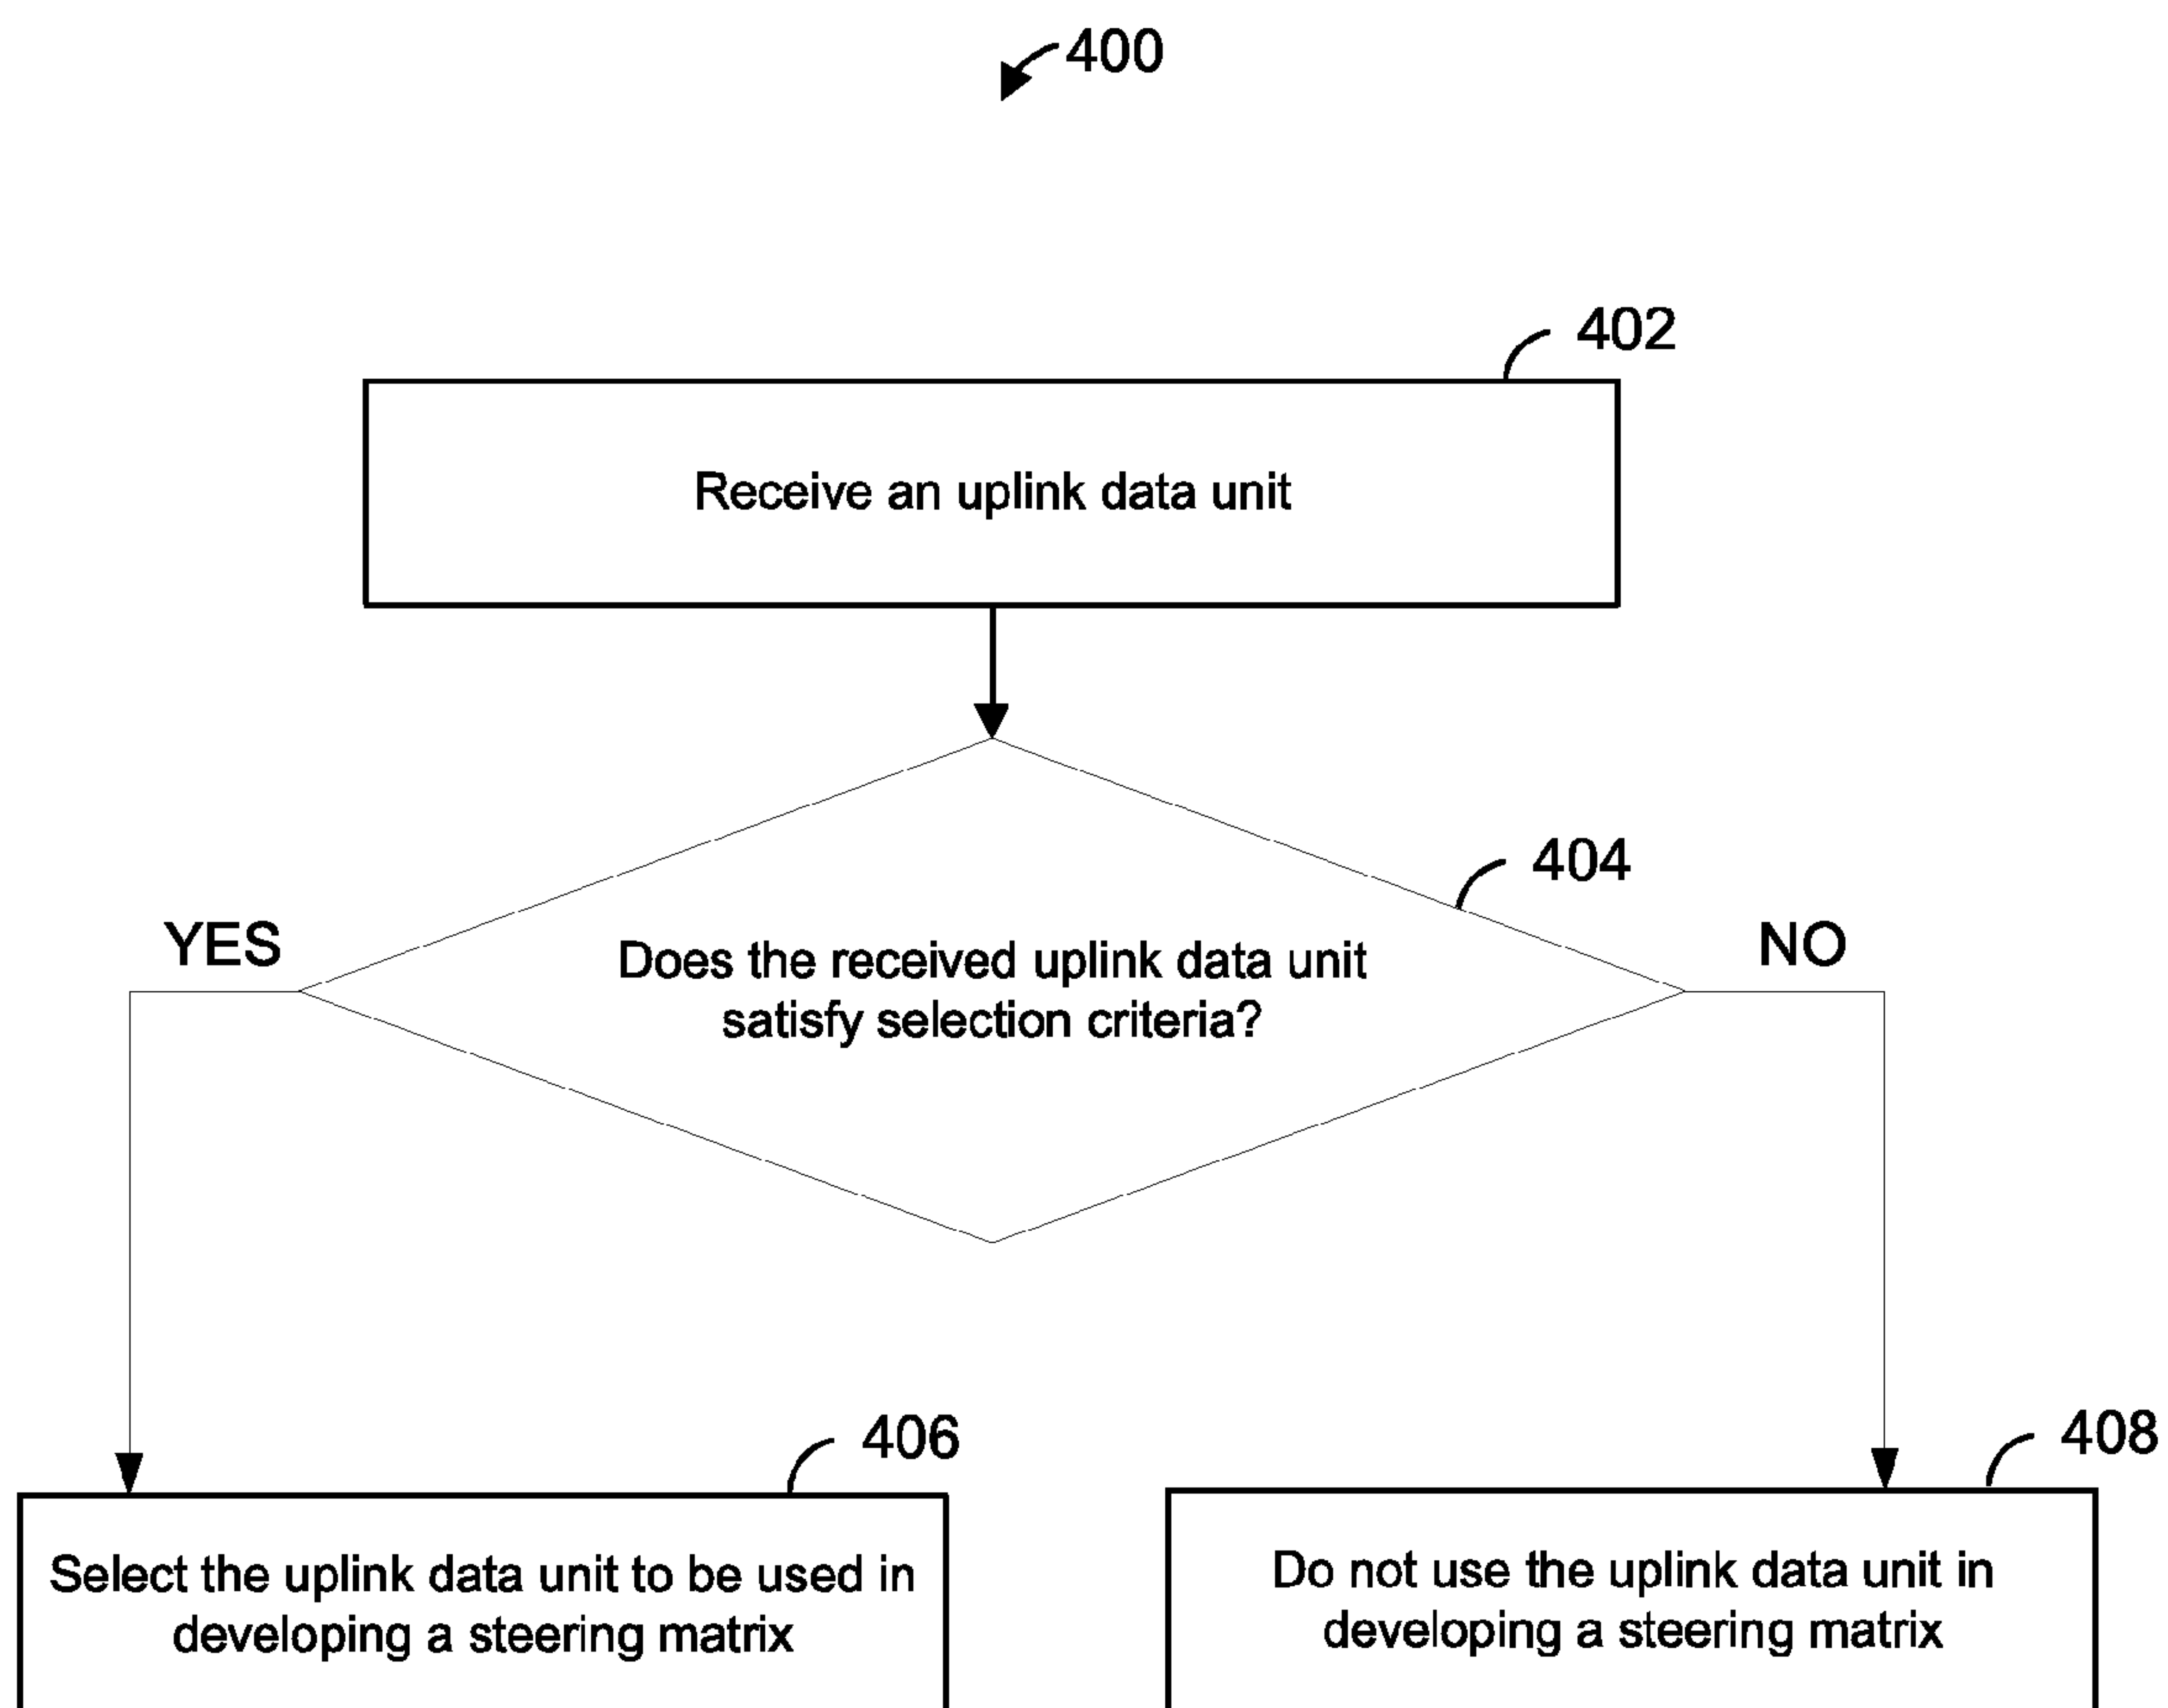 400
402
Receive an uplink data unit
404
YES
NO
Does the received uplink data unit
satisfy selection criteria?
406
408
Select the uplink data unit to be used in
developing a steering matrix
Do not use the uplink data unit in
developing a steering matrix